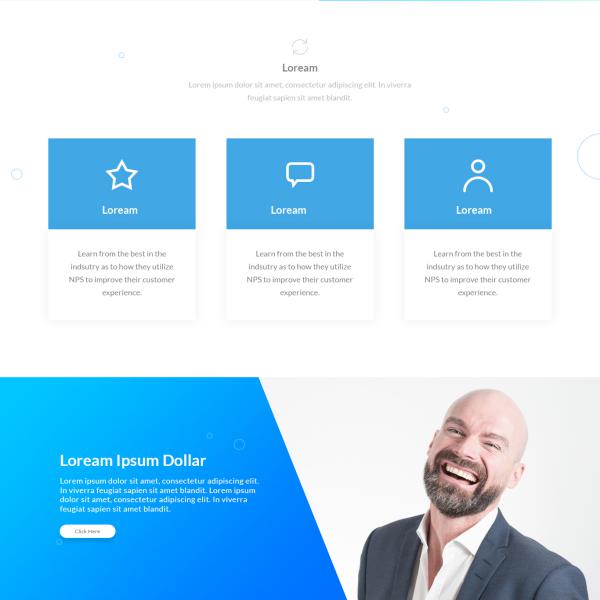 Loream
Lorem ipsum dolor sit amet, consectetur adipiscing elit. In viverra
feugiat sapien sit amet blandit.
Loream
Loream
Loream
Learn from the best in the
indsutry as to how they utilize
NPS to improve their customer
experience.
Learn from the best in the
indsutry as to how they utilize
NPS to improve their customer
experience.
Learn from the best in the
indsutry as to how they utilize
NPS to improve their customer
experience.
Loream Ipsum Dollar
Lorem ipsum dolor sit amet, consectetur adipiscing elit.
In viverra feugiat sapien sit amet blandit. Lorem ipsum
dolor sit amet, consectetur adipiscing elit. In viverra
feugiat sapien sit amet blandit.
Click Here